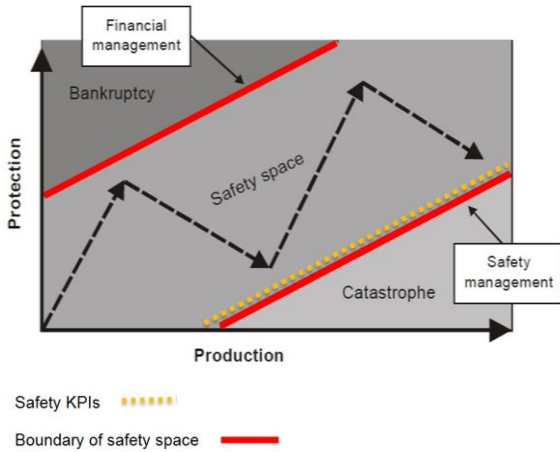 Financial
management
Bankruptcy
Protection
Safety space
Catastrophe
Safety
management
Production
Safety KPIs
Boundary of safety space